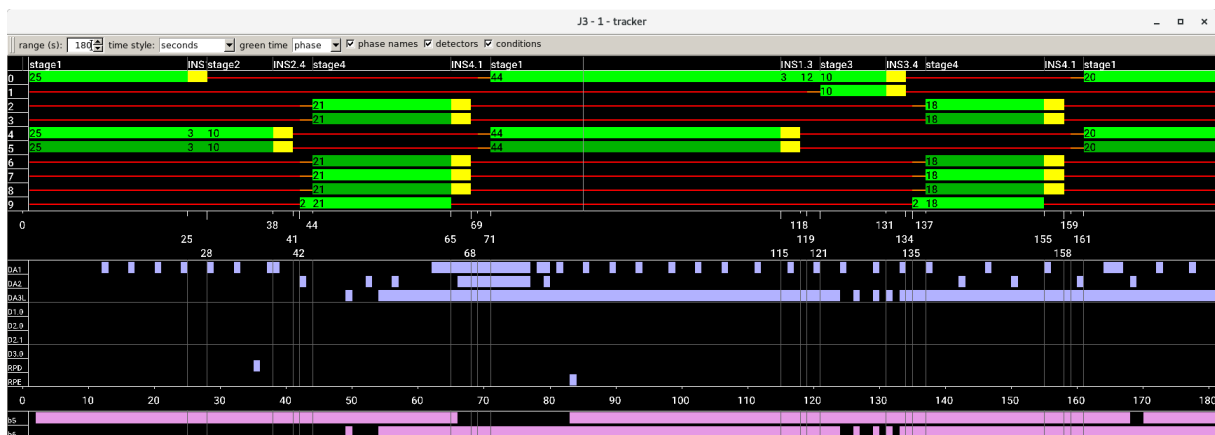 J3 - 1 - tracker
range (s): 180 time style: seconds green time phase phase names detectors conditions
stage1 INS stage2 INS2.4 stage4 INS4.1 stage1 INS1.3 stage3 INS3.4 stage4 INS4.1 stage1
0 25 44 3 12 10 20
1 10
2 21 18
3 21 18
4 25 3 10 44 20
5 25 3 10 44 20
6 21 18
7 21 18
8 21 18
9 2 21 2 18
0 38 44 69 118 131 137 159
25 41 65 71 115 119 134 155 161
28 42 68 121 135 158
DA1
DA2
DA3L
D1.0
D2.0
D2.1
D3.0
RPD
RPE
0 10 20 30 40 50 60 70 80 90 100 110 120 130 140 150 160 170 180
b5
b6